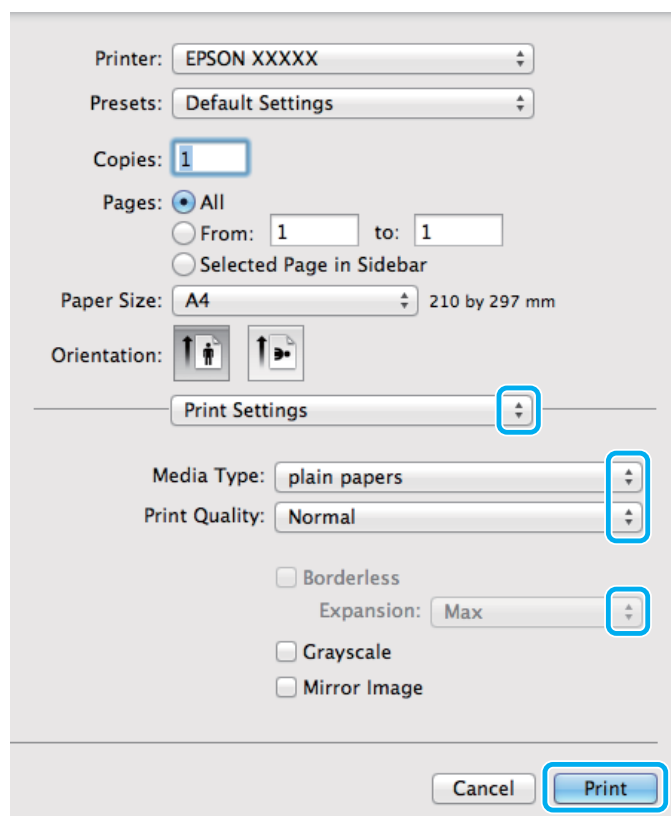 Printer: EPSON XXXXX
Presets: Default Settings
Copies: 1
Pages: All
From: 1 to: 1
Selected Page in Sidebar
Paper Size: A4 210 by 297 mm
Orientation:
Print Settings
Media Type: plain papers
Print Quality: Normal
Borderless
Expansion: Max
Grayscale
Mirror Image
Cancel Print